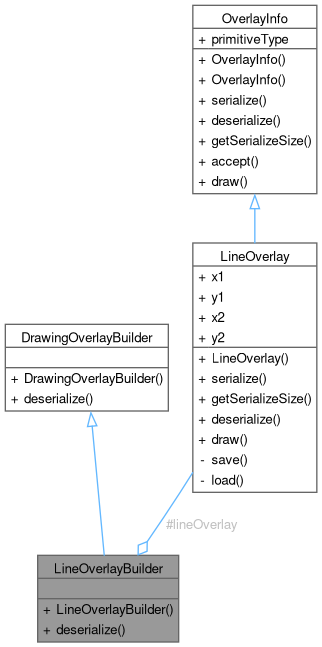 OverlayInfo
+ primitiveType
+ OverlayInfo()
+ OverlayInfo()
+ serialize()
+ deserialize()
+ getSerializeSize()
+ accept()
+ draw()
LineOverlay
+ x1
+ y1
+ x2
+ y2
+ LineOverlay()
+ serialize()
+ getSerializeSize()
+ deserialize()
+ draw()
- save()
- load()
DrawingOverlayBuilder
+ DrawingOverlayBuilder()
+ deserialize()
#lineOverlay
LineOverlayBuilder
+ LineOverlayBuilder()
+ deserialize()